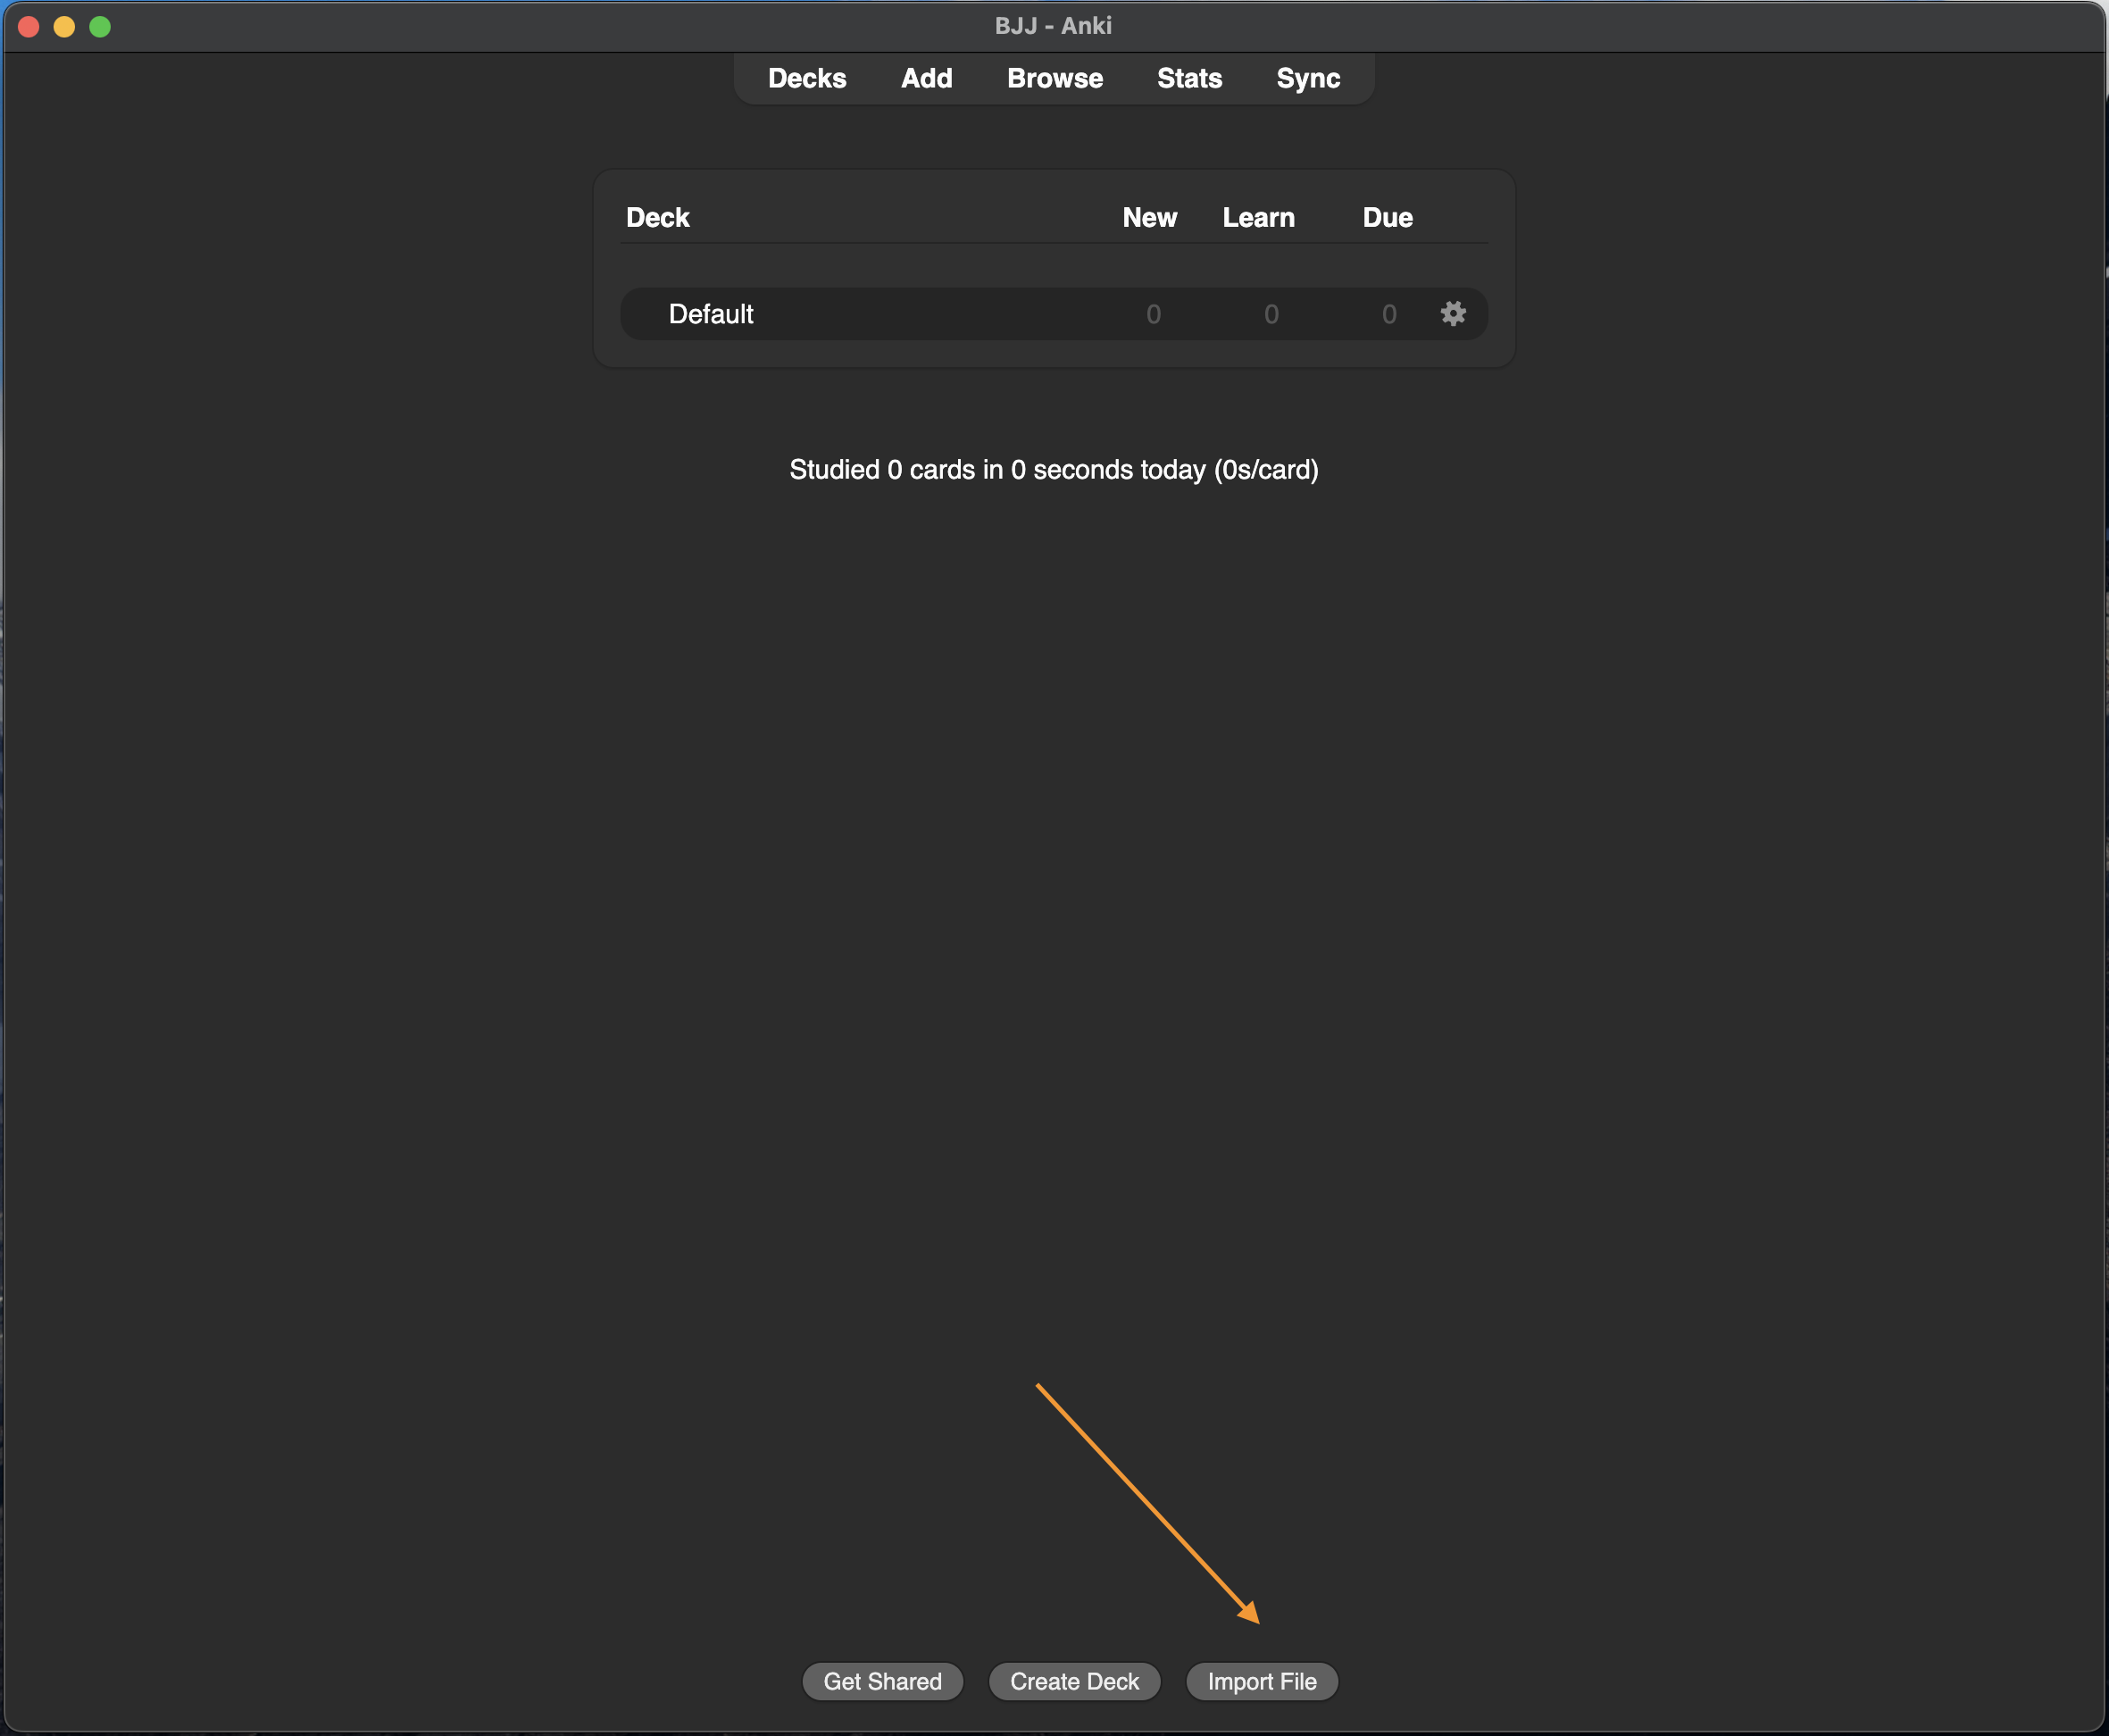 BJJ - Anki
Decks Add Browse Stats Sync
Deck New Learn Due
Default 0 0 0
Studied 0 cards in 0 seconds today (0s/card)
Get Shared Create Deck Import File